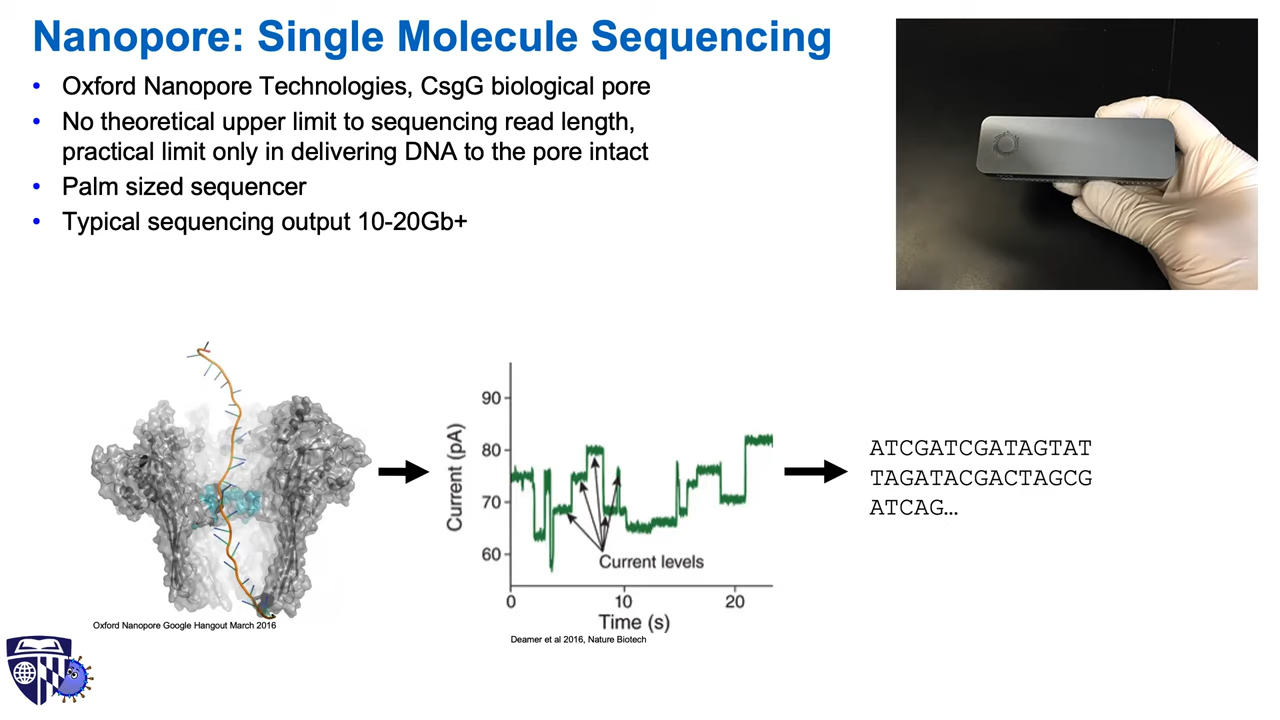 Nanopore: Single Molecule Sequencing
• Oxford Nanopore Technologies, CsgG biological pore
• No theoretical upper limit to sequencing read length,
practical limit only in delivering DNA to the pore intact
• Palm sized sequencer
• Typical sequencing output 10-20Gb+
Oxford Nanopore Google Hangout March 2016
Current (pA)
90
80
70
60
Current levels
0 10 20
Time (s)
Deamer et al 2016, Nature Biotech
ATCGATCGATAGTAT
TAGATACGACTAGCG
ATCAG…